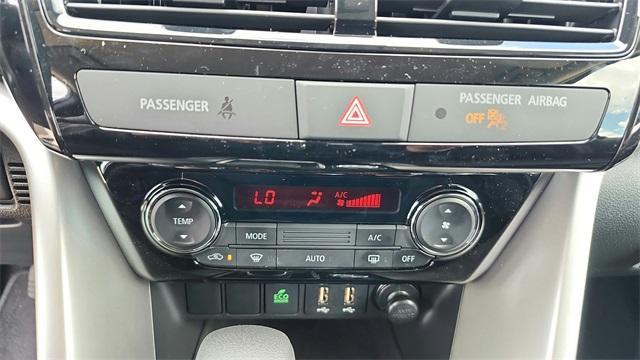 PASSENGER
PASSENGER AIRBAG
OFF
LO A/C
TEMP
MODE A/C
AUTO OFF
ECO